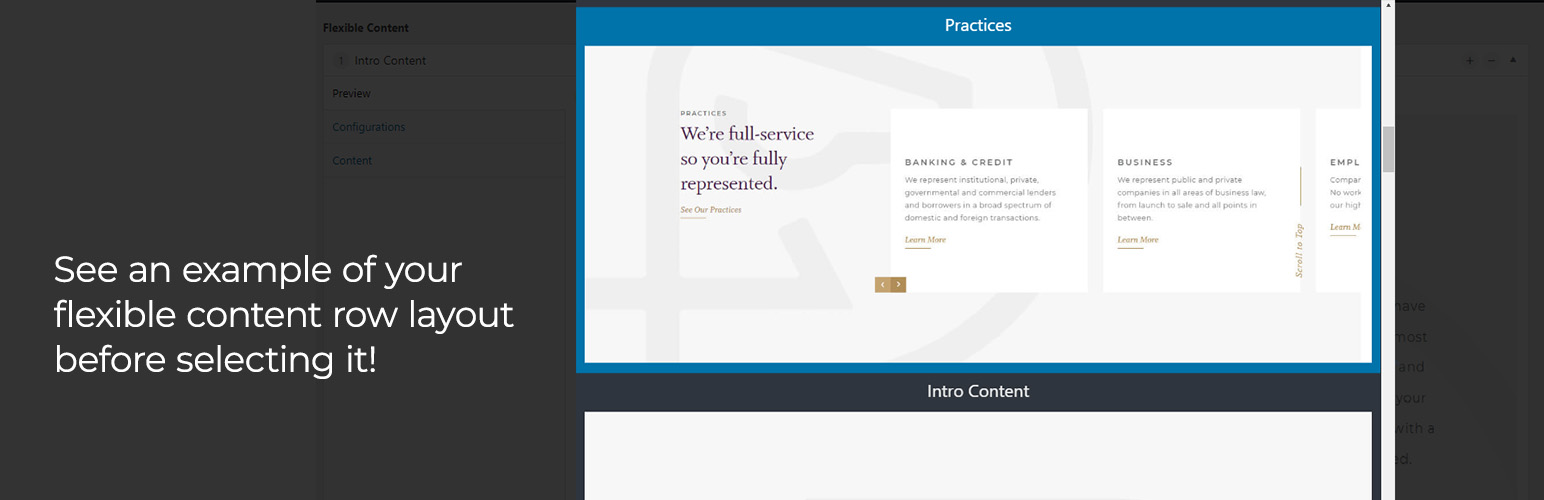 Flexible Content
1 Intro Content
Preview
Configurations
Content
See an example of your
flexible content row layout
before selecting it!
Practices
PRACTICES
We're full-service
so you're fully
represented.
See Our Practices
BANKING & CREDIT
We represent institutional, private,
governmental and commercial lenders
and borrowers in a broad spectrum of
domestic and foreign transactions.
Learn More
BUSINESS
We represent public and private
companies in all areas of business law,
from launch to sale and all points in
between.
Learn More
Scroll to Top
EMPL
Compar
No work
our high
Learn M
Intro Content
have
most
and
your
with a
ed.